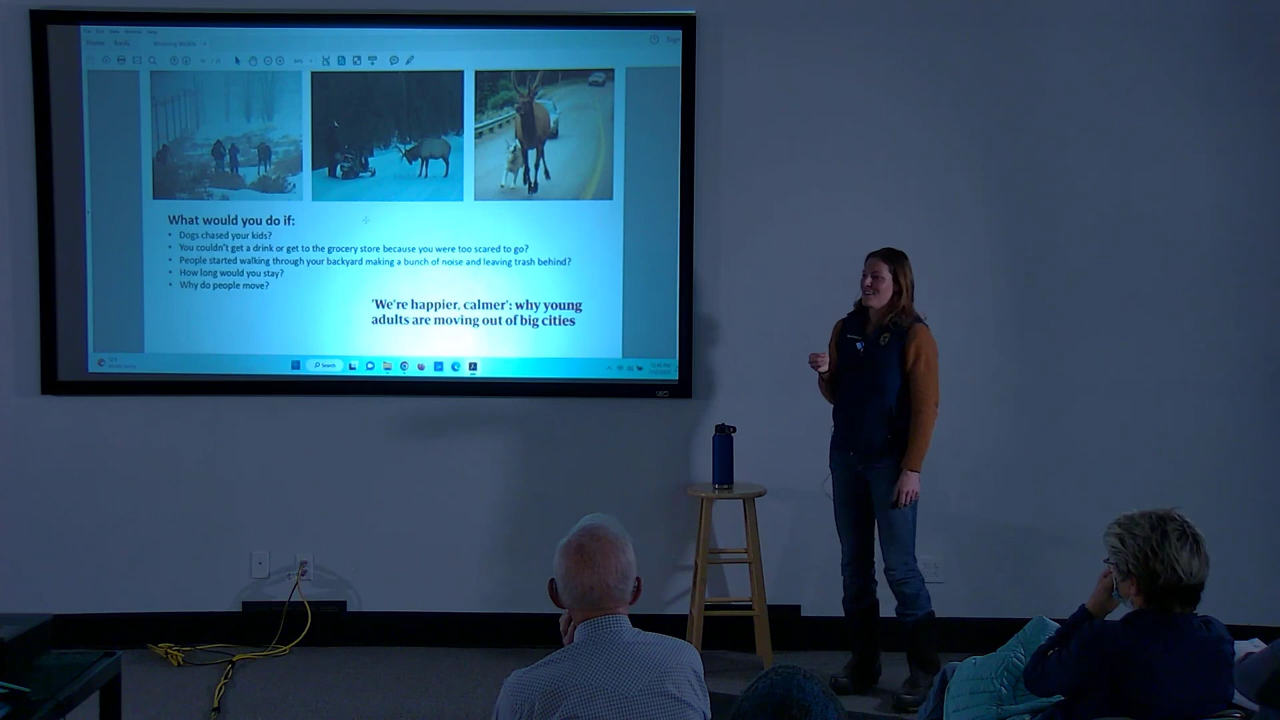 What would you do if:
• Dogs chased your kids?
• You couldn't get a drink or get to the grocery store because you were too scared to go?
• People started walking through your backyard making a bunch of noise and leaving trash behind?
• How long would you stay?
• Why do people move?
'We're happier, calmer': why young
adults are moving out of big cities
Search